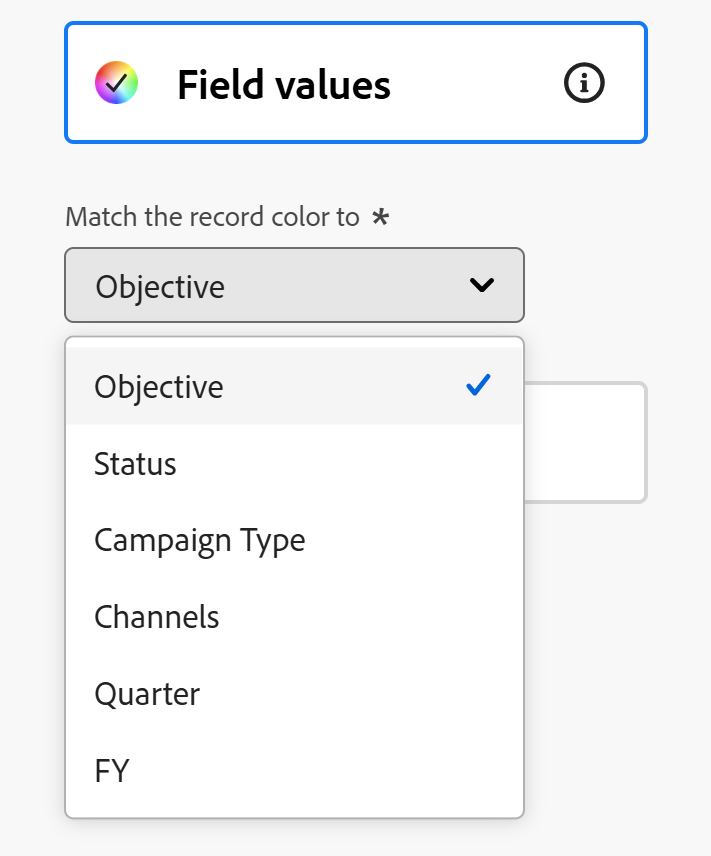 Field values
Match the record color to *
Objective
Objective
Status
Campaign Type
Channels
Quarter
FY